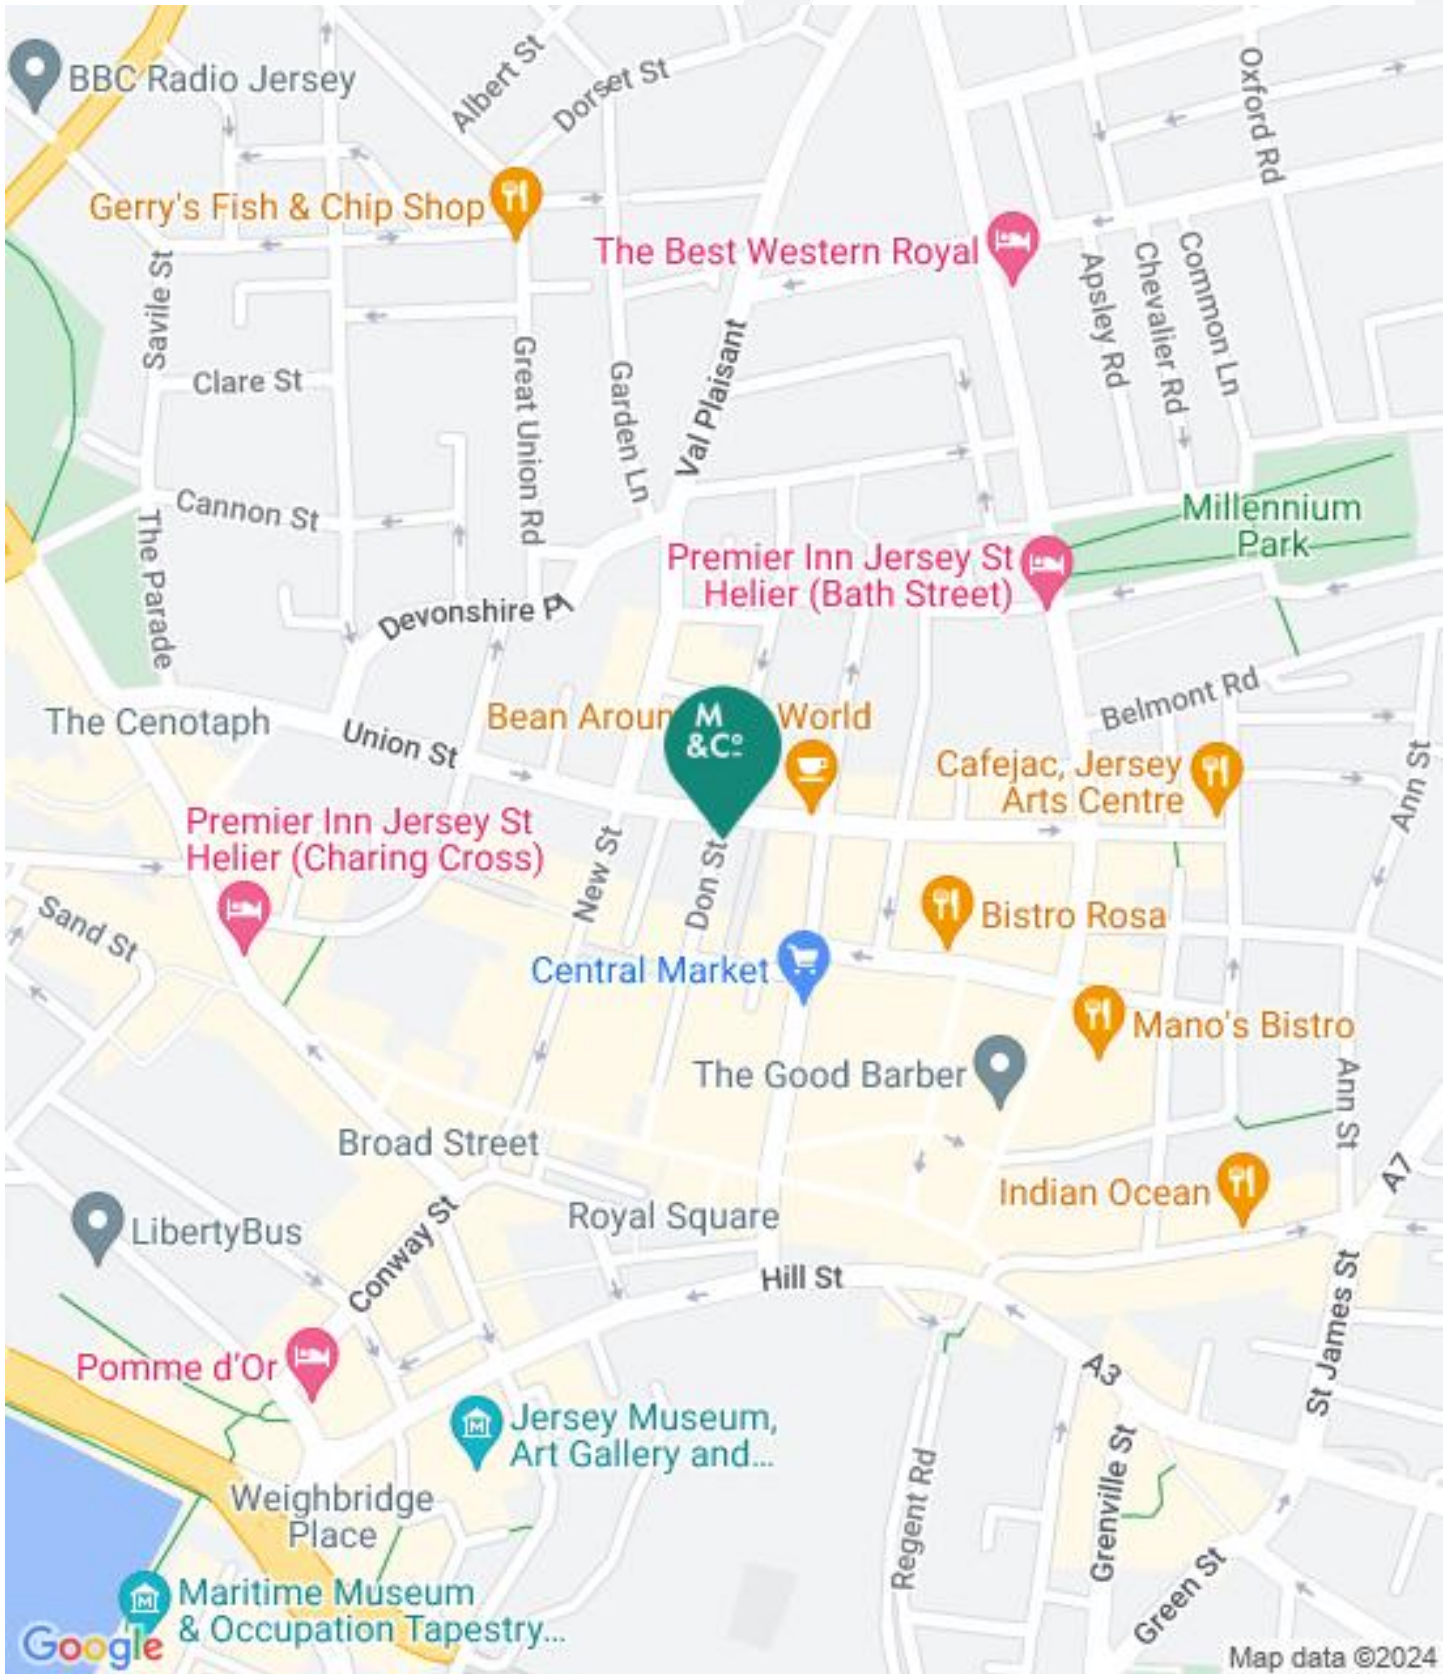 Albert St
Dorset St
Oxford Rd
BBC Radio Jersey
Gerry's Fish & Chip Shop
The Best Western Royal
Saville St
Apsley Rd
Chevalier Rd
Common Ln
Clare St
Great Union Rd
Garden Ln
Val Plaisant
Cannon St
The Parade
Millennium
Park
Premier Inn Jersey St
Helier (Bath Street)
Devonshire Pl
Belmont Rd
The Cenotaph
Union St
Bean Aroun
World
M
&Co
Cafejac, Jersey
Arts Centre
Ann St
Premier Inn Jersey St
Helier (Charing Cross)
New St
Don St
Sand St
Bistro Rosa
Central Market
Mano's Bistro
The Good Barber
Ann St
Broad Street
A7
Indian Ocean
LibertyBus
Conway St
Royal Square
Hill St
St James St
Pomme d'Or
A3
Jersey Museum,
Art Gallery and...
Weighbridge
Place
Regent Rd
Grenville St
Green St
Maritime Museum
& Occupation Tapestry...
Google
Map data ©2024